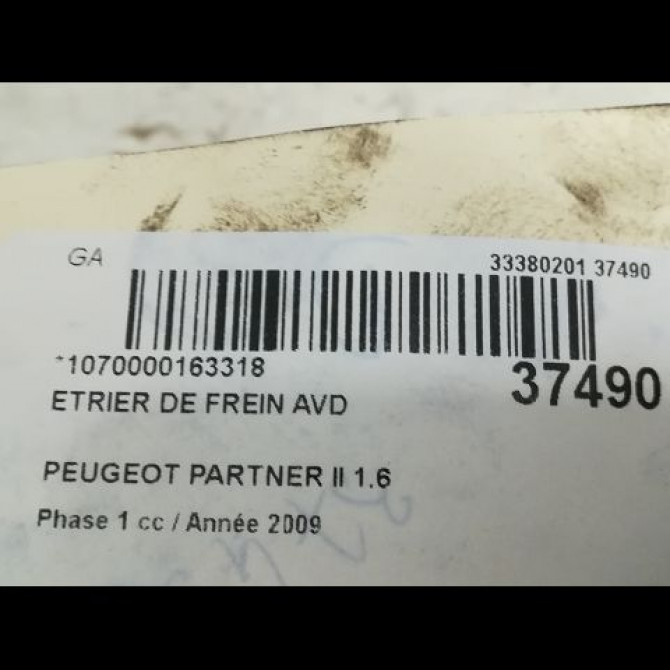 GA
33380201 37490
*1070000163318
37490
ETRIER DE FREIN AVD
PEUGEOT PARTNER II 1.6
Phase 1 cc / Année 2009